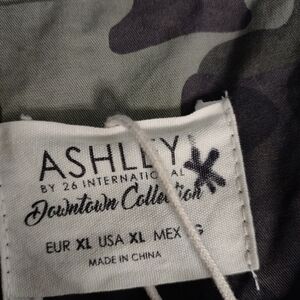 ASHLEY
BY 26 INTERNATIONAL
Downtown Collection
EUR XL USA XL MEX G
MADE IN CHINA